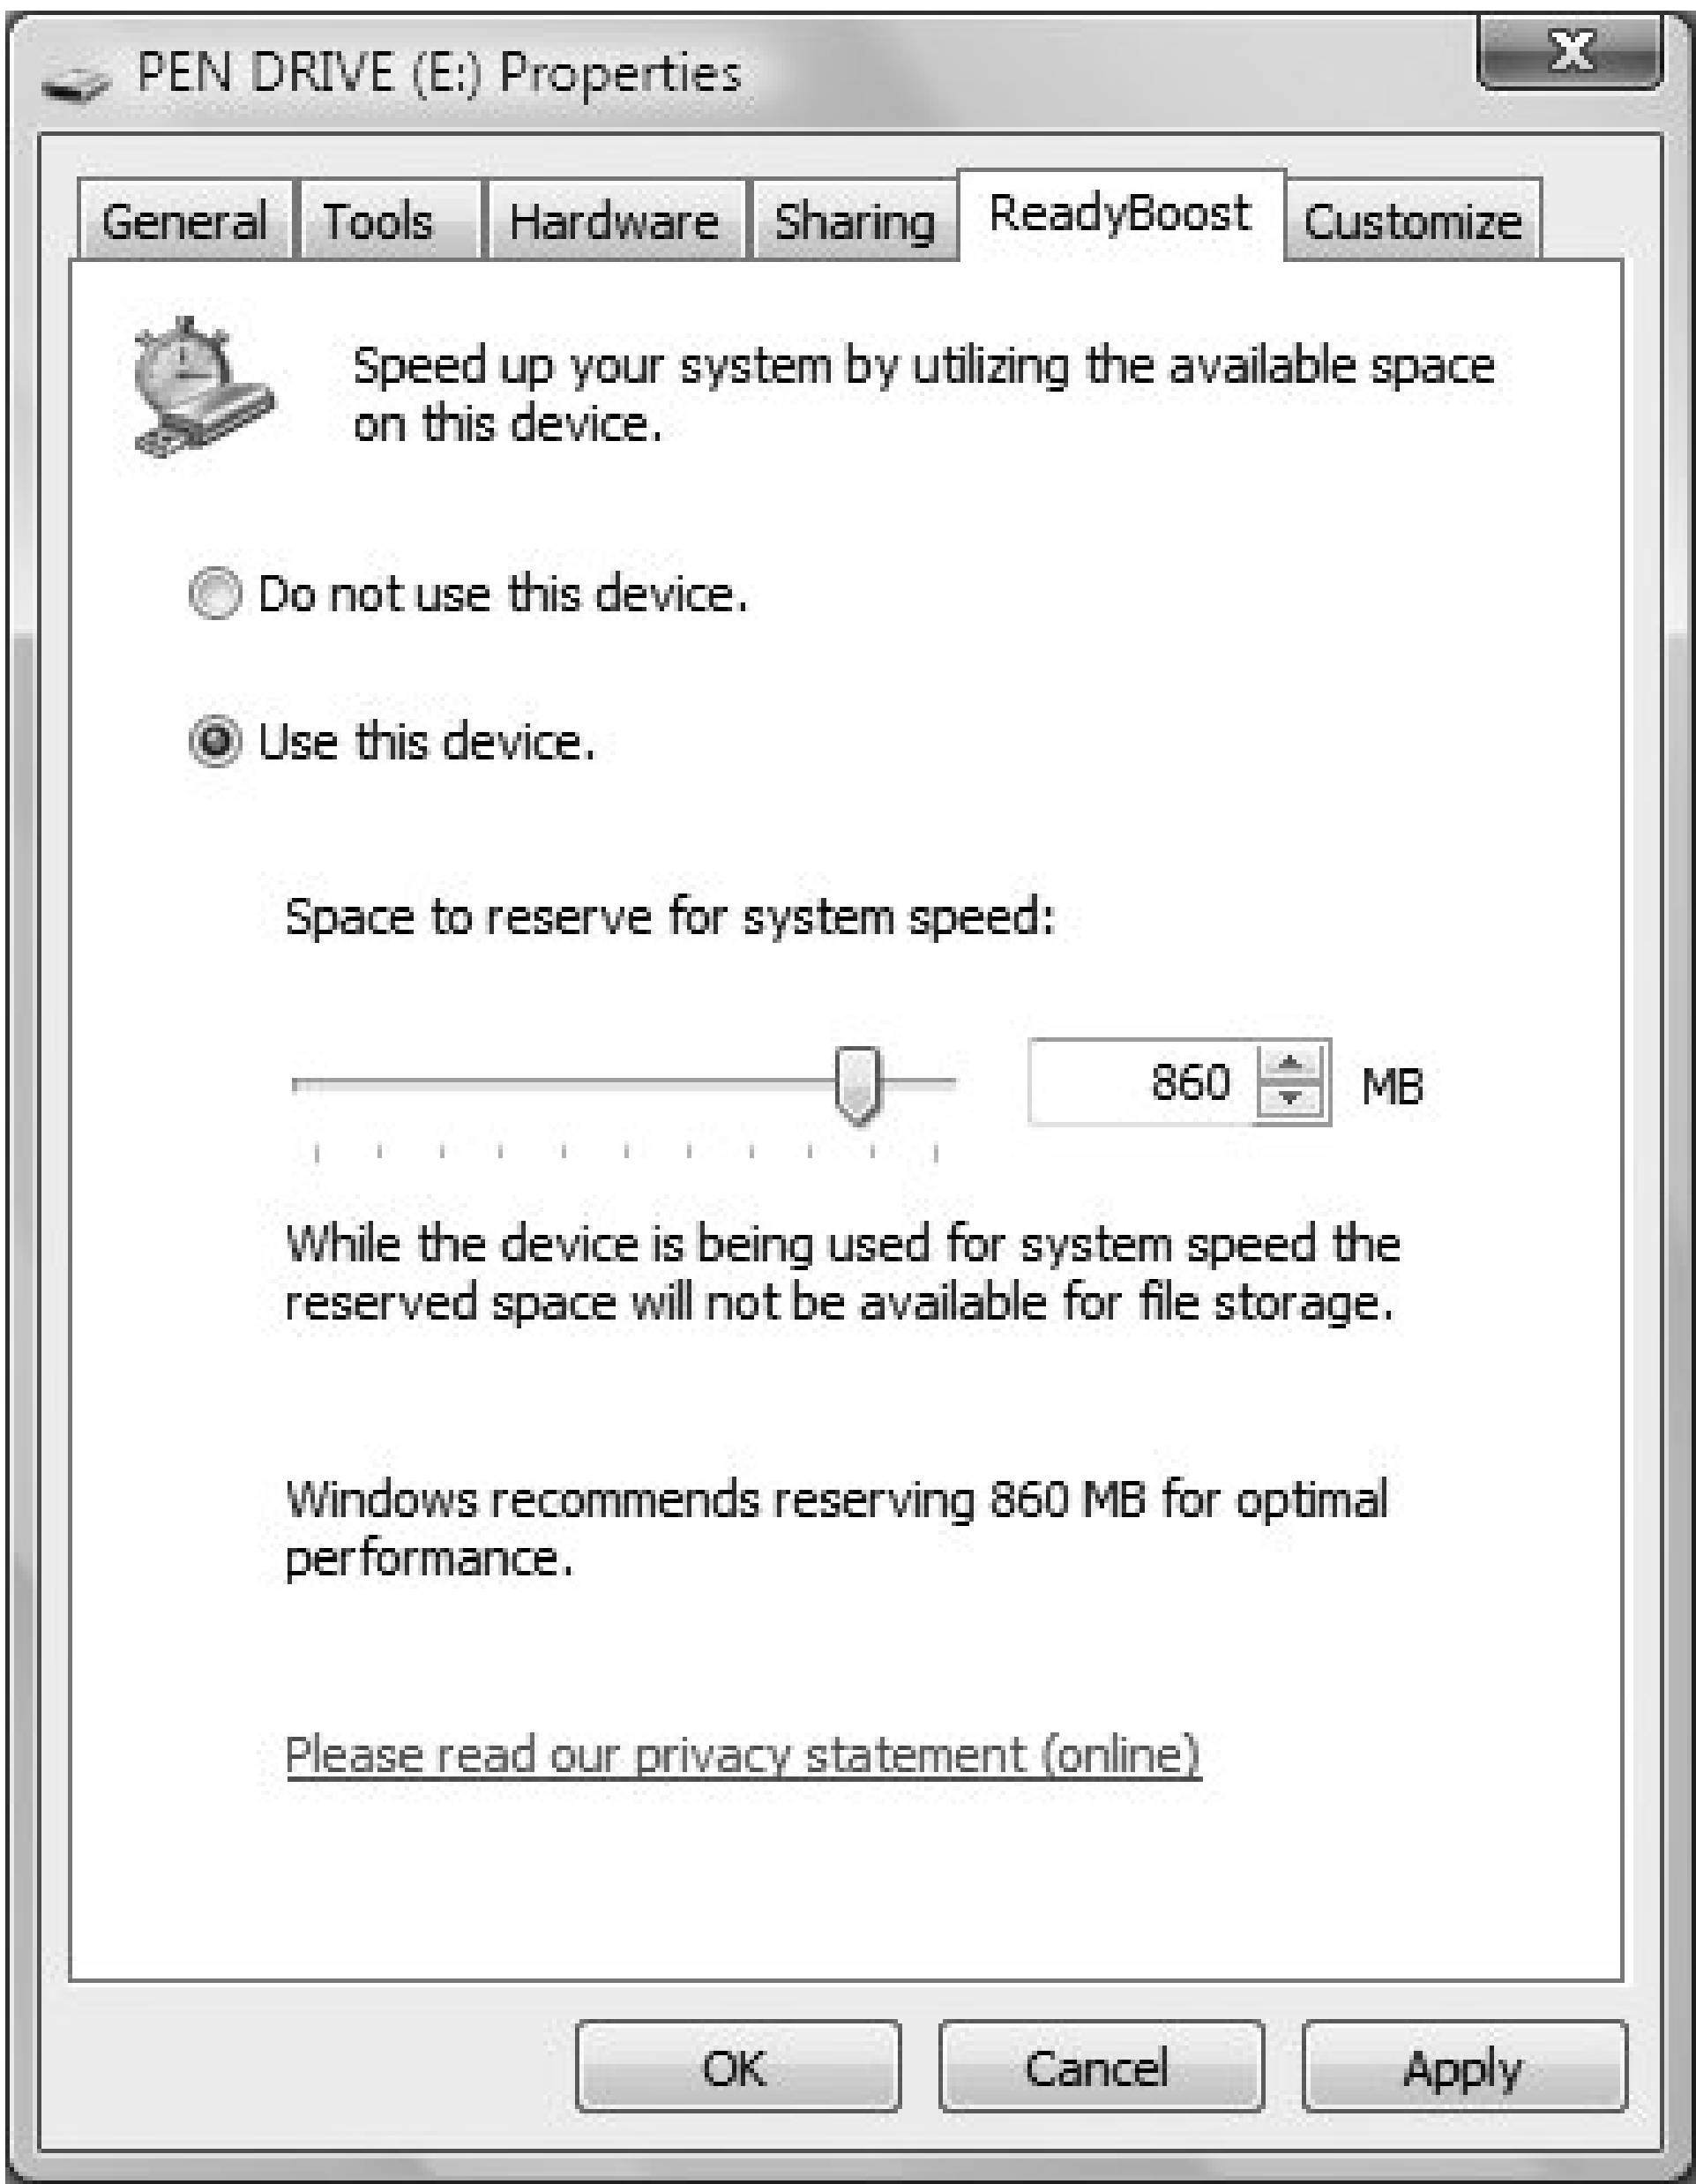 PEN DRIVE (E:) Properties
X
General Tools Hardware Sharing ReadyBoost Customize
Speed up your system by utilizing the available space
on this device.
Do not use this device.
Use this device.
Space to reserve for system speed:
860 MB
While the device is being used for system speed the
reserved space will not be available for file storage.
Windows recommends reserving 860 MB for optimal
performance.
Please read our privacy statement (online)
OK Cancel Apply